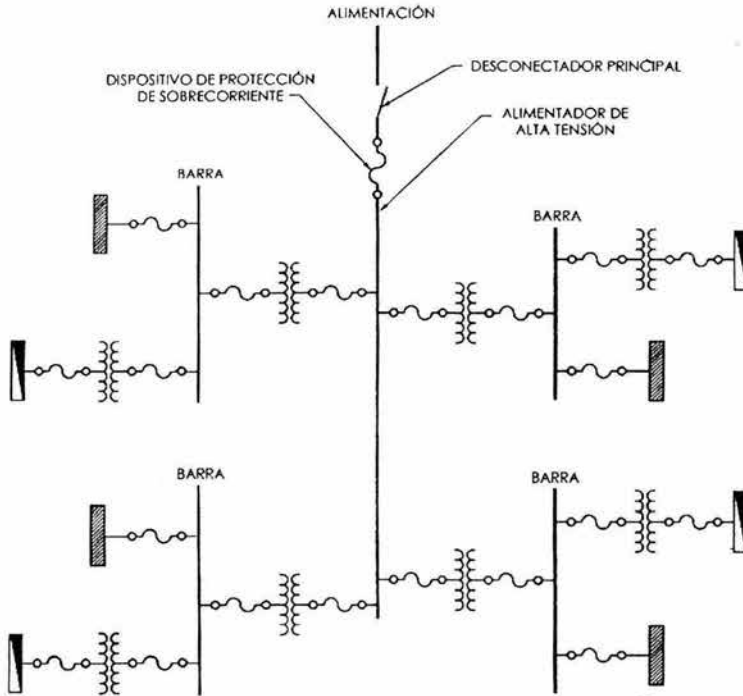 ALIMENTACIÓN
DISPOSITIVO DE PROTECCIÓN
DE SOBRECORRIENTE
DESCONECTADOR PRINCIPAL
ALIMENTADOR DE
ALTA TENSIÓN
BARRA
BARRA
BARRA
BARRA